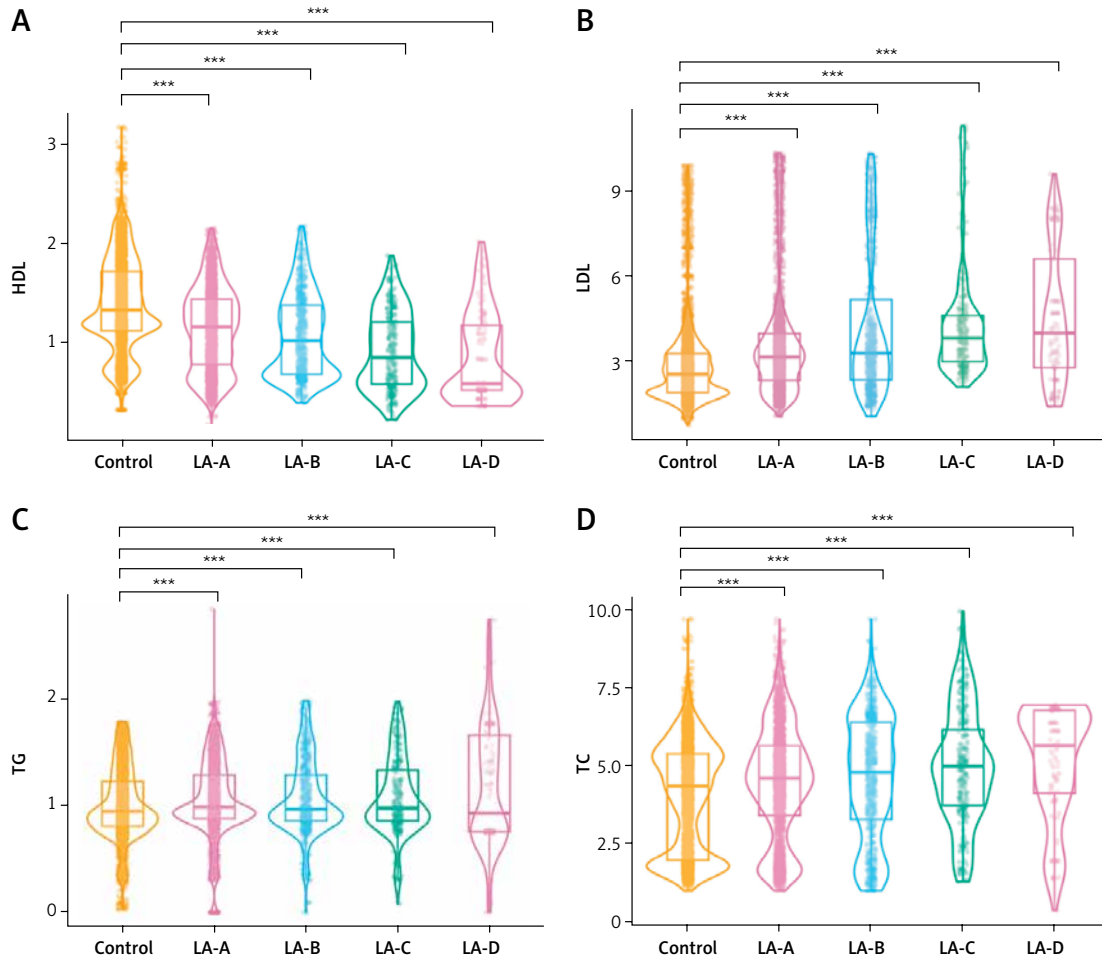 A
***
***
***
***
HDL
3
2
1
Control LA-A LA-B LA-C LA-D
B
***
***
***
***
LDL
9
6
3
Control LA-A LA-B LA-C LA-D
C
***
***
***
***
TG
2
1
0
Control LA-A LA-B LA-C LA-D
D
***
***
***
***
TC
10.0
7.5
5.0
2.5
0
Control LA-A LA-B LA-C LA-D